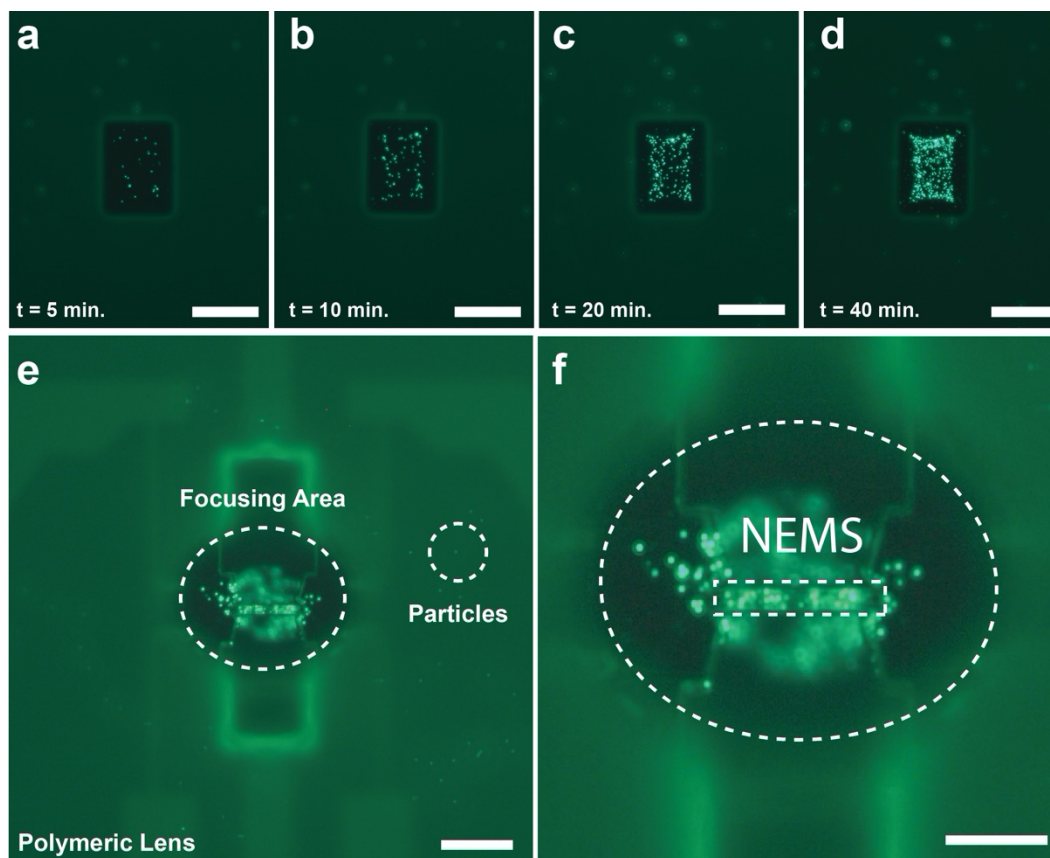 a
b
c
d
t = 5 min.
t = 10 min.
t = 20 min.
t = 40 min.
e
Focusing Area
Particles
Polymeric Lens
f
NEMS